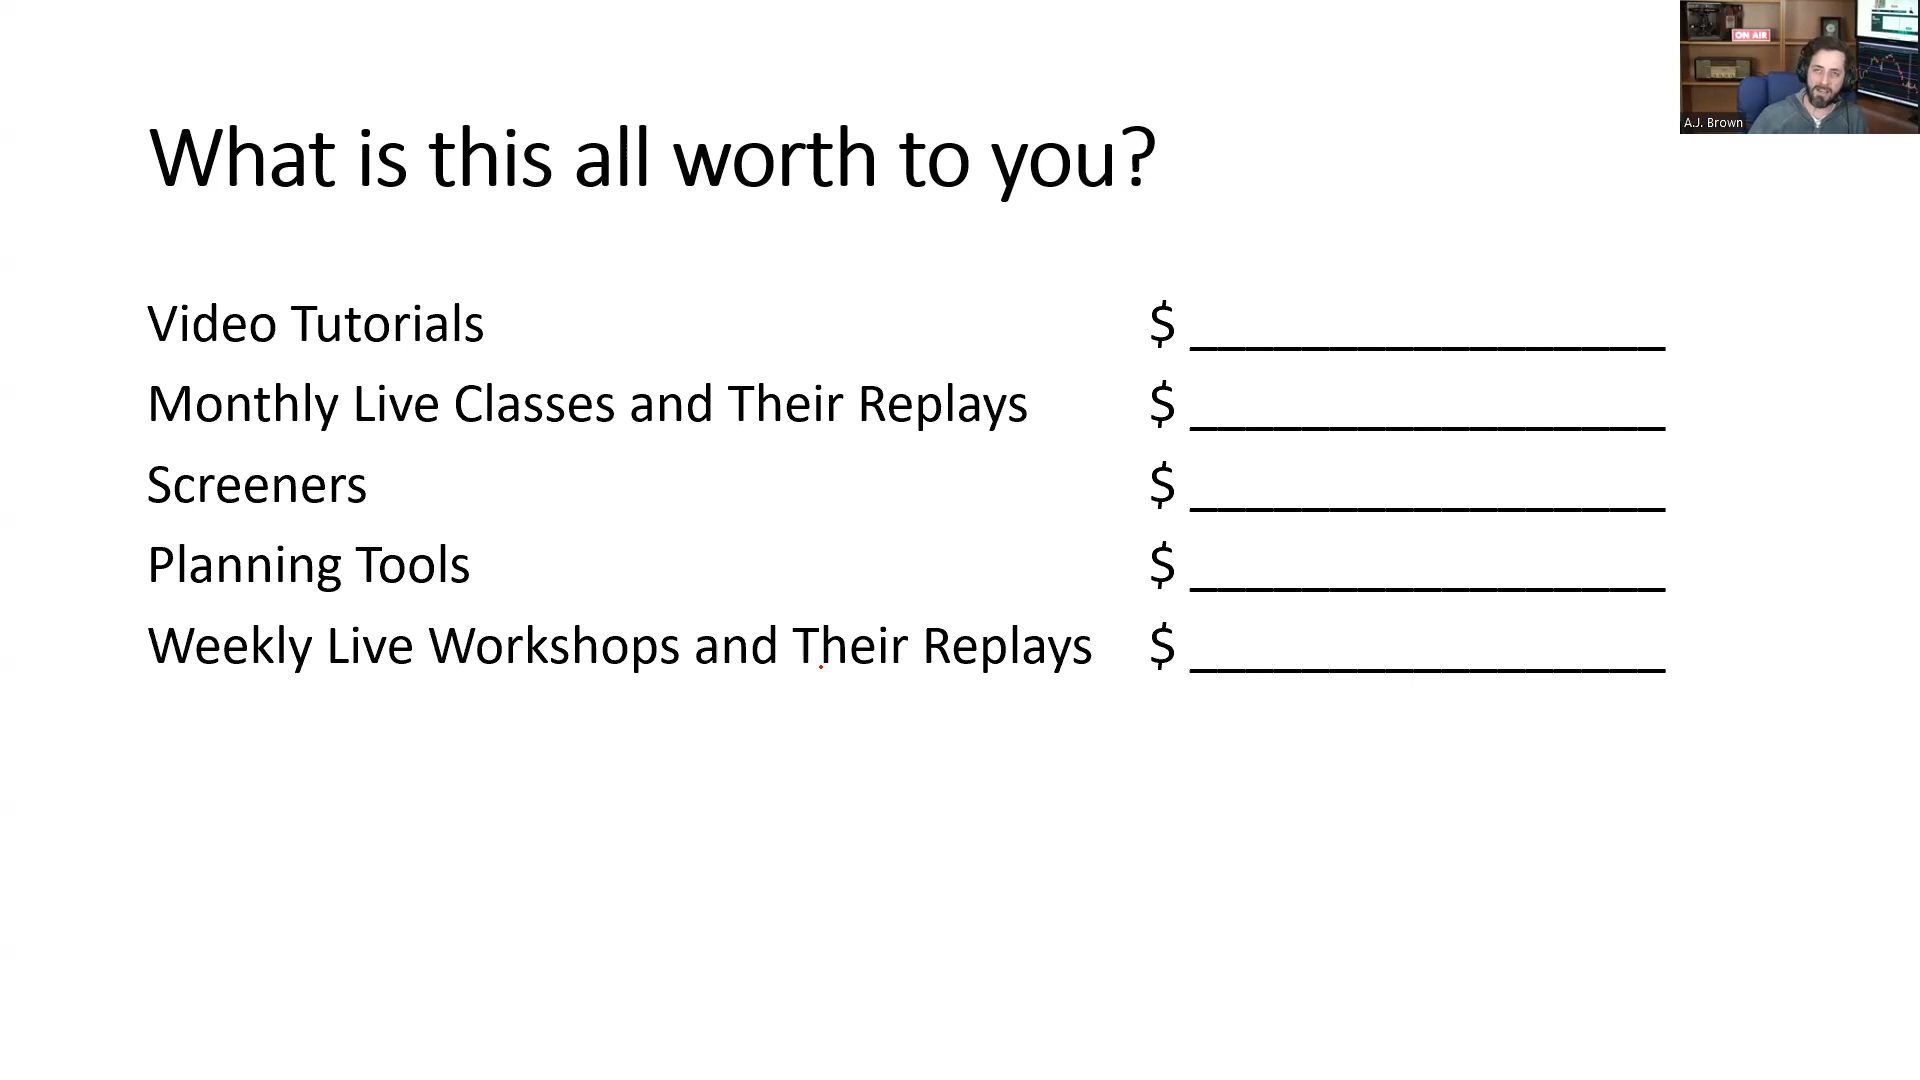 What is this all worth to you?
Video Tutorials $ _________________
Monthly Live Classes and Their Replays $ _________________
Screeners $ _________________
Planning Tools $ _________________
Weekly Live Workshops and Their Replays $ _________________
ON AIR
A.J. Brown